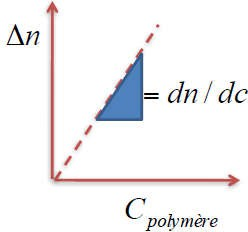 Δn
= dn / dc
C polymère